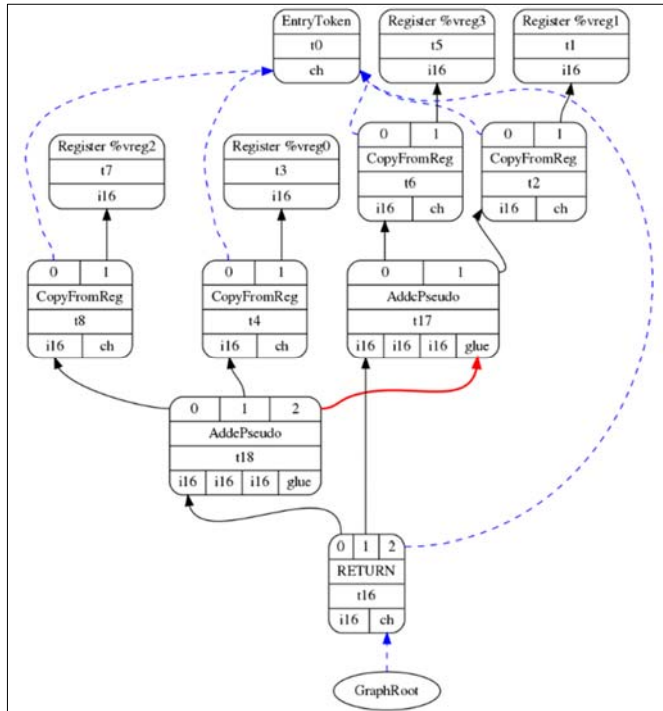 EntryToken
t0
ch
Register %vreg3
t5
i16
Register %vreg1
t1
i16
Register %vreg2
t7
i16
Register %vreg0
t3
i16
0 1
CopyFromReg
t6
i16 ch
0 1
CopyFromReg
t2
i16 ch
0 1
CopyFromReg
t8
i16 ch
0 1
CopyFromReg
t4
i16 ch
0 1
AddcPseudo
t17
i16 i16 i16 glue
0 1 2
AddePseudo
t18
i16 i16 i16 glue
0 1 2
RETURN
t16
i16 ch
GraphRoot